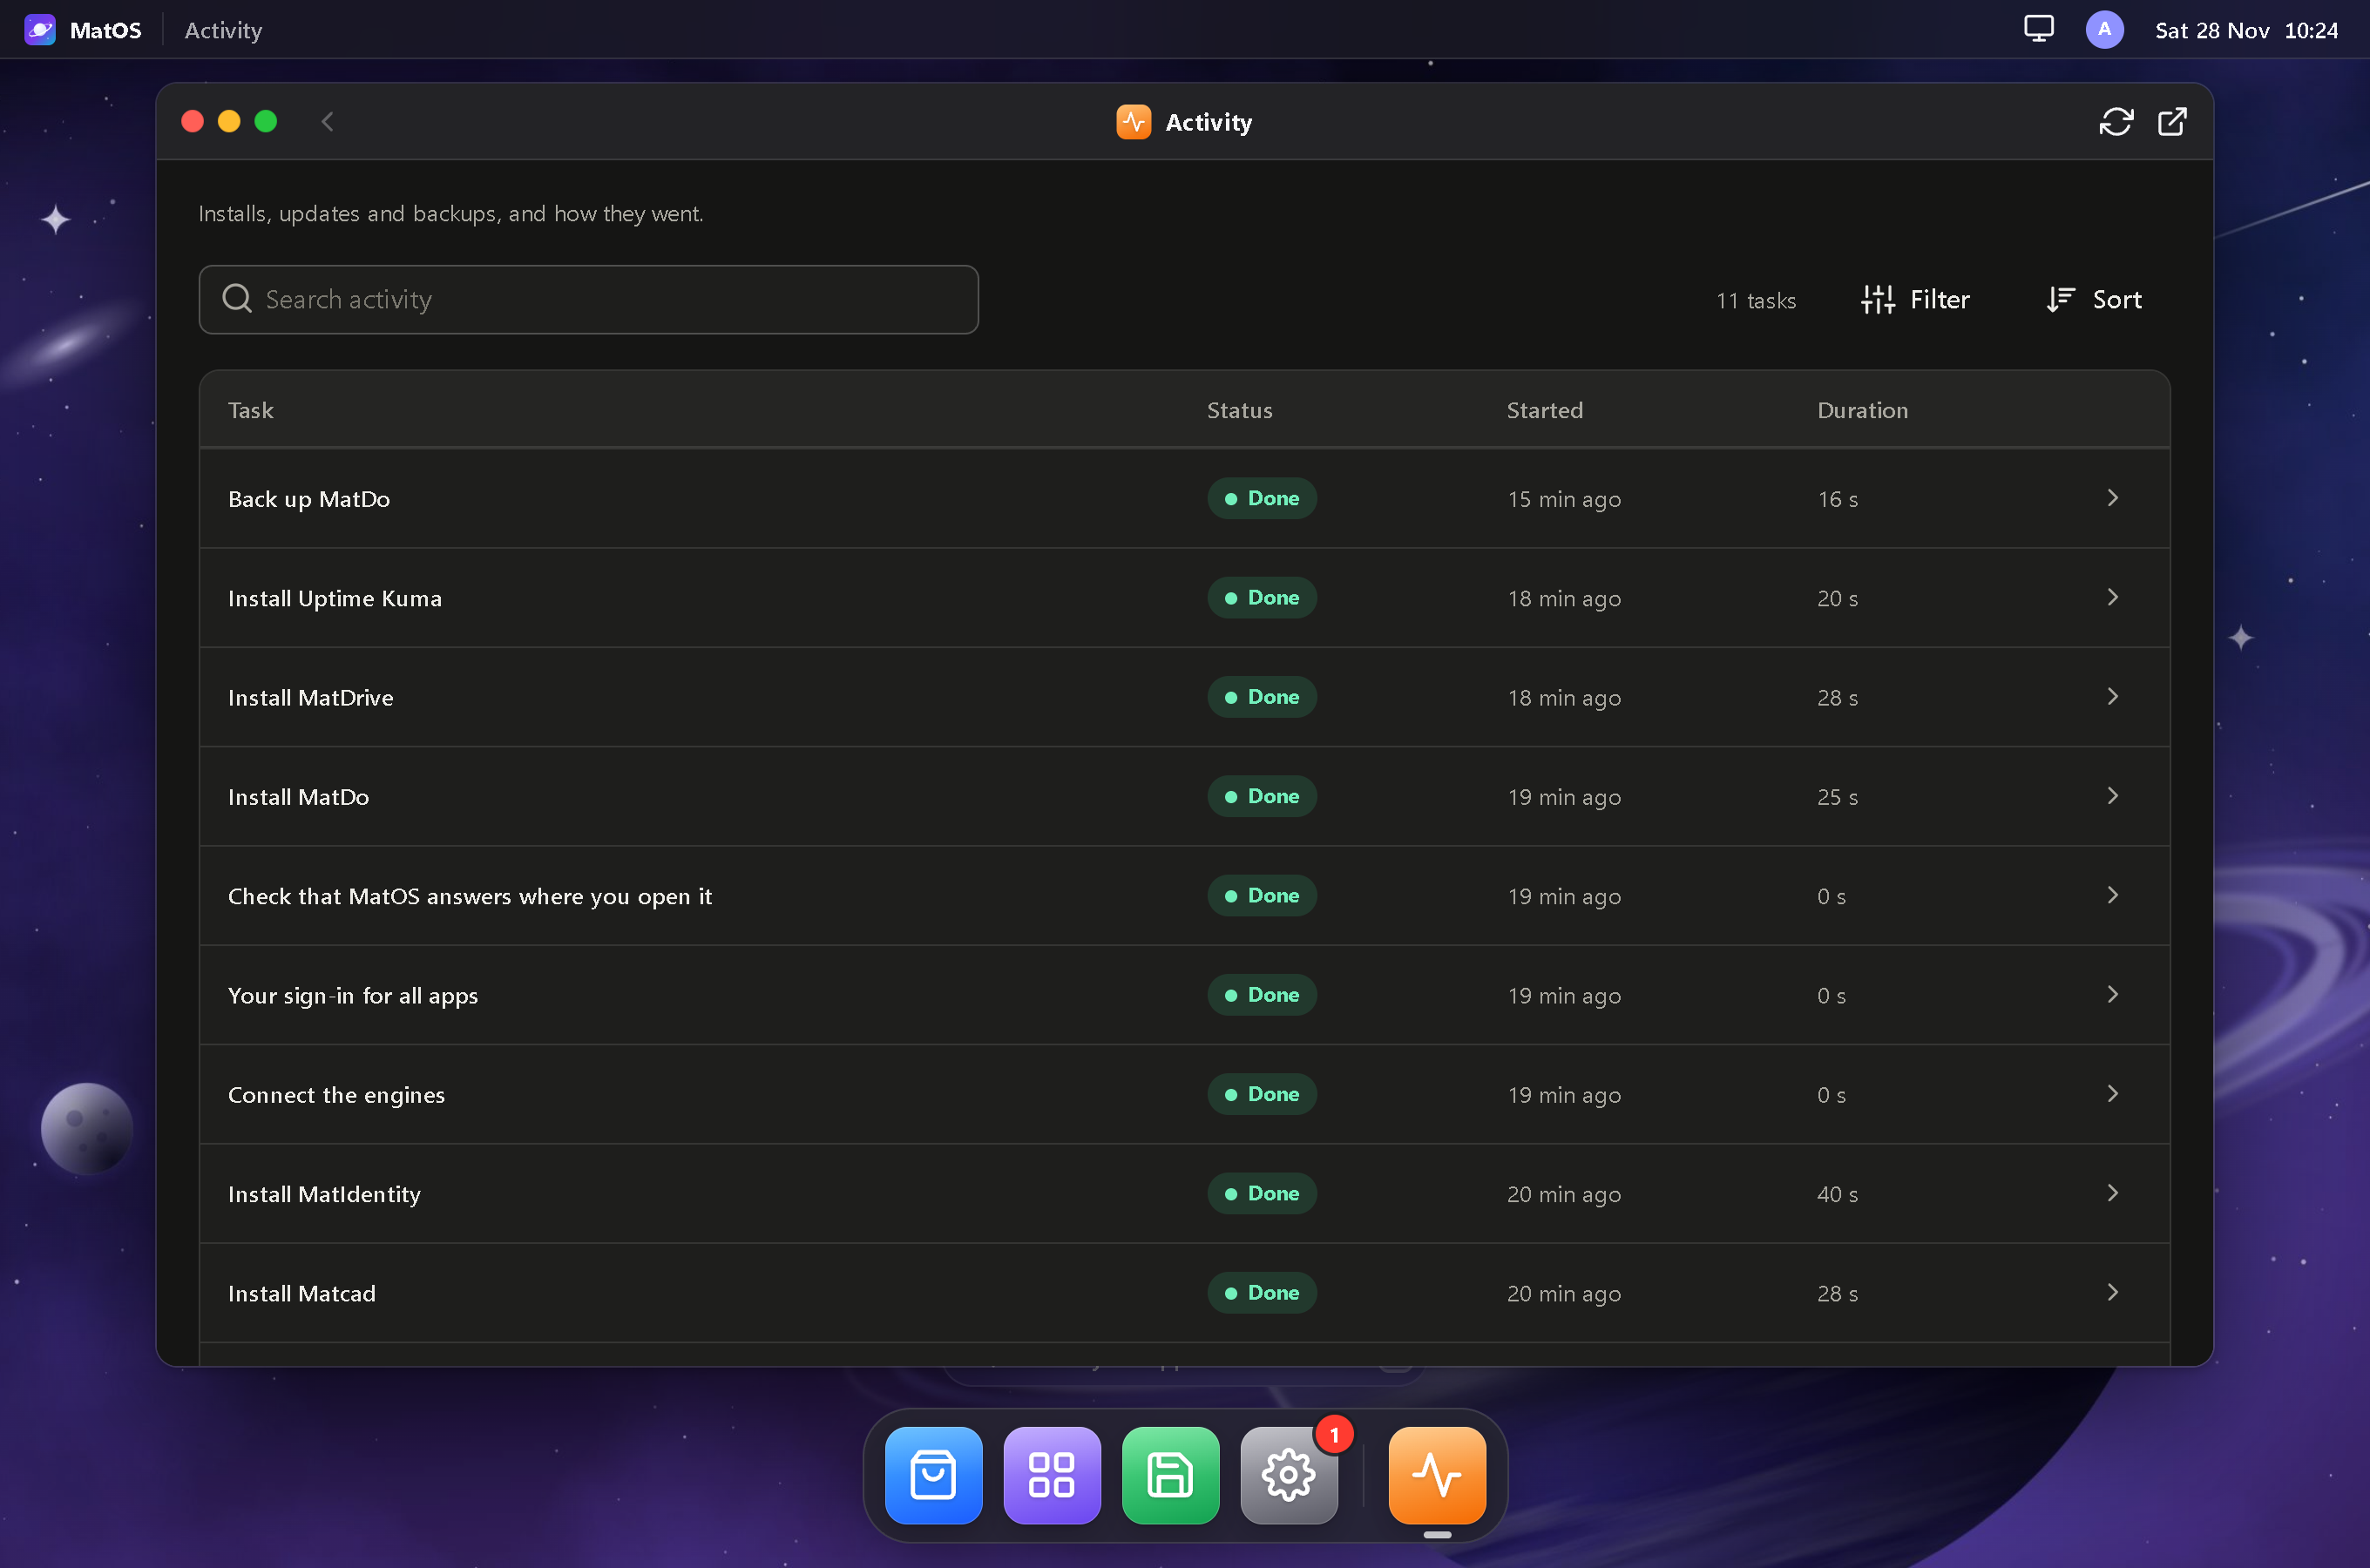 MatOS Activity A Sat 28 Nov 10:24
Activity
Installs, updates and backups, and how they went.
Search activity 11 tasks Filter Sort
Task Status Started Duration
Back up MatDo Done 15 min ago 16 s
Install Uptime Kuma Done 18 min ago 20 s
Install MatDrive Done 18 min ago 28 s
Install MatDo Done 19 min ago 25 s
Check that MatOS answers where you open it Done 19 min ago 0 s
Your sign-in for all apps Done 19 min ago 0 s
Connect the engines Done 19 min ago 0 s
Install MatIdentity Done 20 min ago 40 s
Install Matcad Done 20 min ago 28 s
1